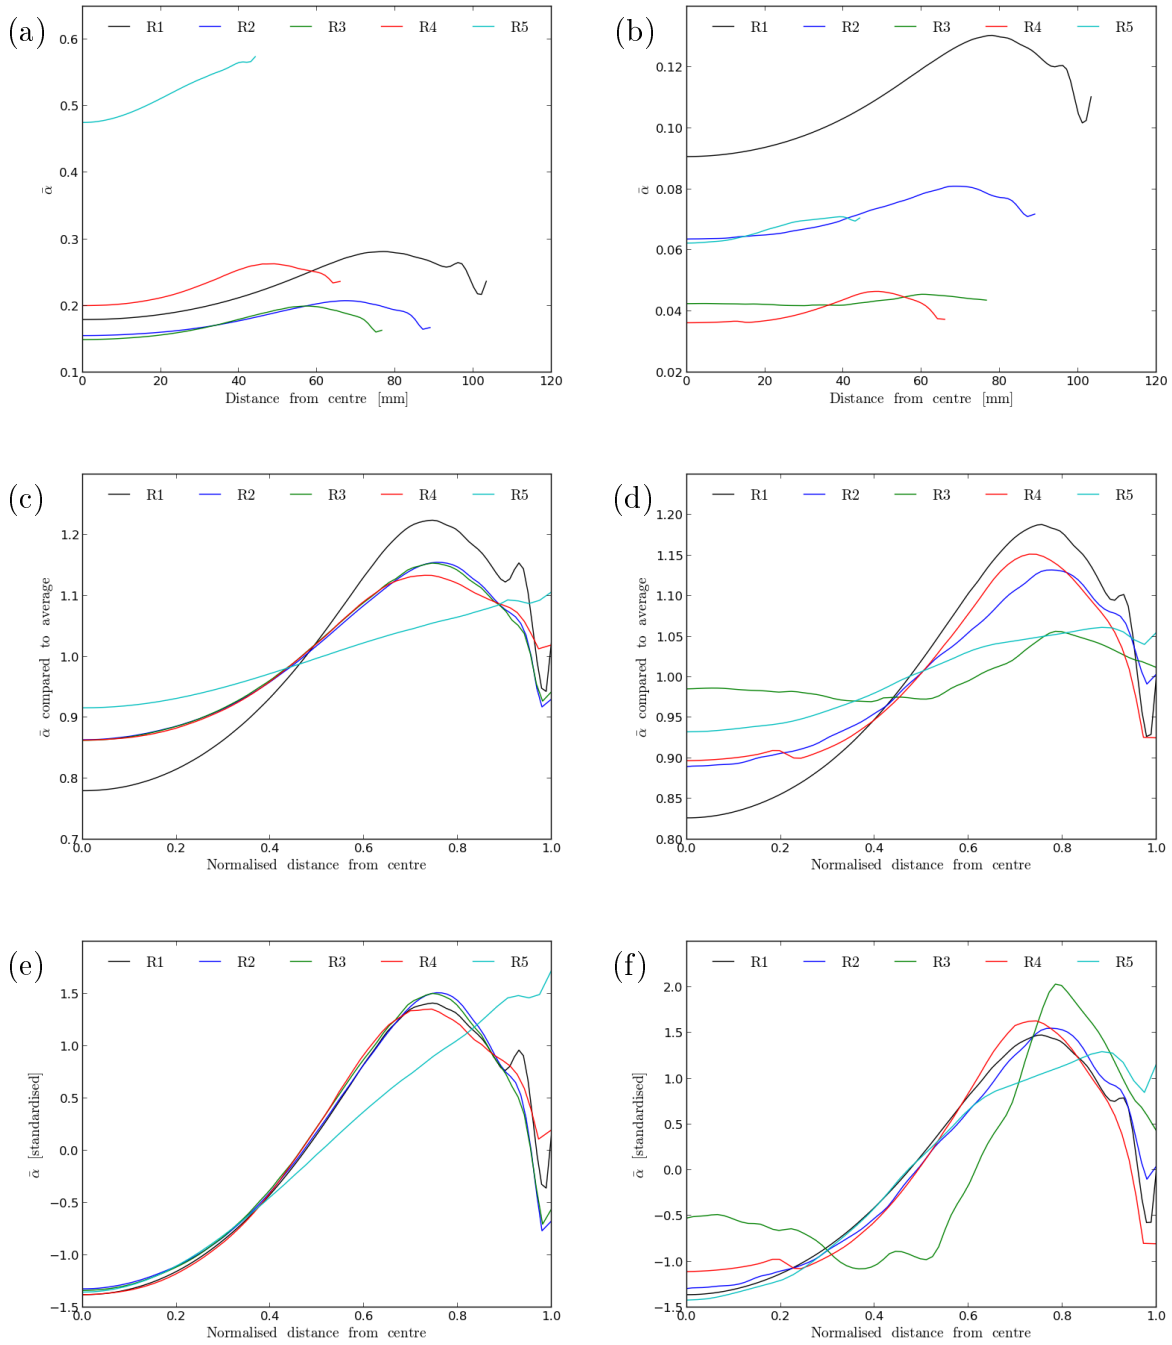 (a)
R1 R2 R3 R4 R5
0.6
0.5
0.4
0.3
0.2
0.1
ᾱ
0 20 40 60 80 100 120
Distance from centre [mm]
(b)
R1 R2 R3 R4 R5
0.12
0.10
0.08
0.06
0.04
0.02
ᾱ
0 20 40 60 80 100 120
Distance from centre [mm]
(c)
R1 R2 R3 R4 R5
1.2
1.1
1.0
0.9
0.8
0.7
ᾱ compared to average
0.0 0.2 0.4 0.6 0.8 1.0
Normalised distance from centre
(d)
R1 R2 R3 R4 R5
1.20
1.15
1.10
1.05
1.00
0.95
0.90
0.85
0.80
ᾱ compared to average
0.0 0.2 0.4 0.6 0.8 1.0
Normalised distance from centre
(e)
R1 R2 R3 R4 R5
1.5
1.0
0.5
0.0
−0.5
−1.0
−1.5
ᾱ [standardised]
0.0 0.2 0.4 0.6 0.8 1.0
Normalised distance from centre
(f)
R1 R2 R3 R4 R5
2.0
1.5
1.0
0.5
0.0
−0.5
−1.0
−1.5
ᾱ [standardised]
0.0 0.2 0.4 0.6 0.8 1.0
Normalised distance from centre